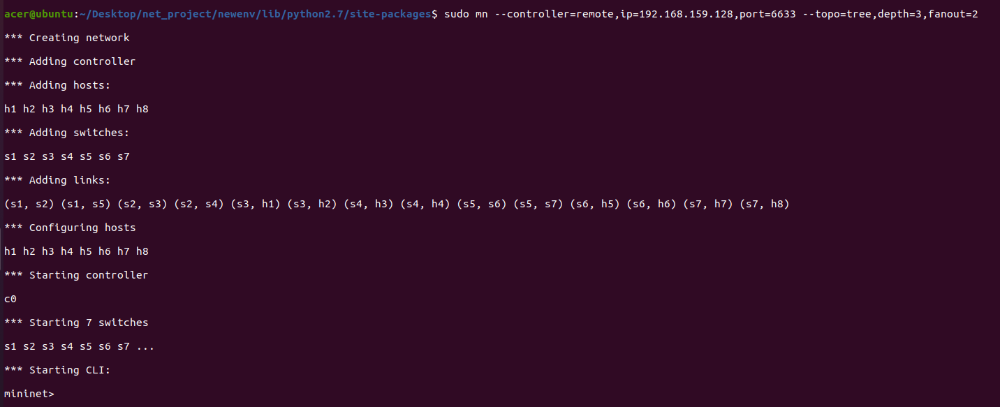 acer@ubuntu:~/Desktop/net_project/newenv/lib/python2.7/site-packages$ sudo mn --controller=remote,ip=192.168.159.128,port=6633 --topo=tree,depth=3,fanout=2
*** Creating network
*** Adding controller
*** Adding hosts:
h1 h2 h3 h4 h5 h6 h7 h8
*** Adding switches:
s1 s2 s3 s4 s5 s6 s7
*** Adding links:
(s1, s2) (s1, s5) (s2, s3) (s2, s4) (s3, h1) (s3, h2) (s4, h3) (s4, h4) (s5, s6) (s5, s7) (s6, h5) (s6, h6) (s7, h7) (s7, h8)
*** Configuring hosts
h1 h2 h3 h4 h5 h6 h7 h8
*** Starting controller
c0
*** Starting 7 switches
s1 s2 s3 s4 s5 s6 s7 ...
*** Starting CLI:
mininet>